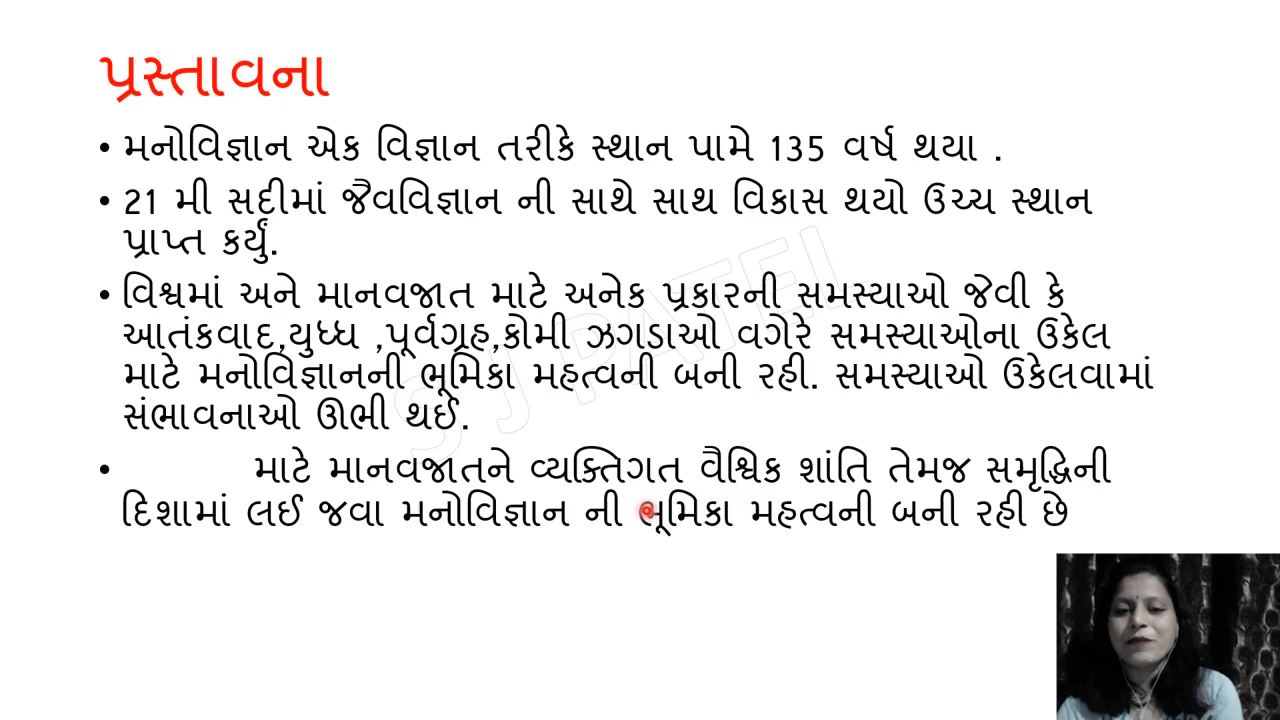 પ્રસ્તાવના
• મનોવિજ્ઞાન એક વિજ્ઞાન તરીકે સ્થાન પામે 135 વર્ષ થયા .
• 21 મી સદીમાં જૈવવિજ્ઞાન ની સાથે સાથ વિકાસ થયો ઉચ્ચ સ્થાન
પ્રાપ્ત કર્યું.
• વિશ્વમાં અને માનવજાત માટે અનેક પ્રકારની સમસ્યાઓ જેવી કે
આતંકવાદ,યુધ્ધ ,પૂર્વગ્રહ,કોમી ઝગડાઓ વગેરે સમસ્યાઓના ઉકેલ
માટે મનોવિજ્ઞાનની ભૂમિકા મહત્વની બની રહી. સમસ્યાઓ ઉકેલવામાં
સંભાવનાઓ ઊભી થઈ.
• માટે માનવજાતને વ્યક્તિગત વૈશ્વિક શાંતિ તેમજ સમૃદ્ધિની
દિશામાં લઈ જવા મનોવિજ્ઞાન ની ભૂમિકા મહત્વની બની રહી છે
S J PATEL